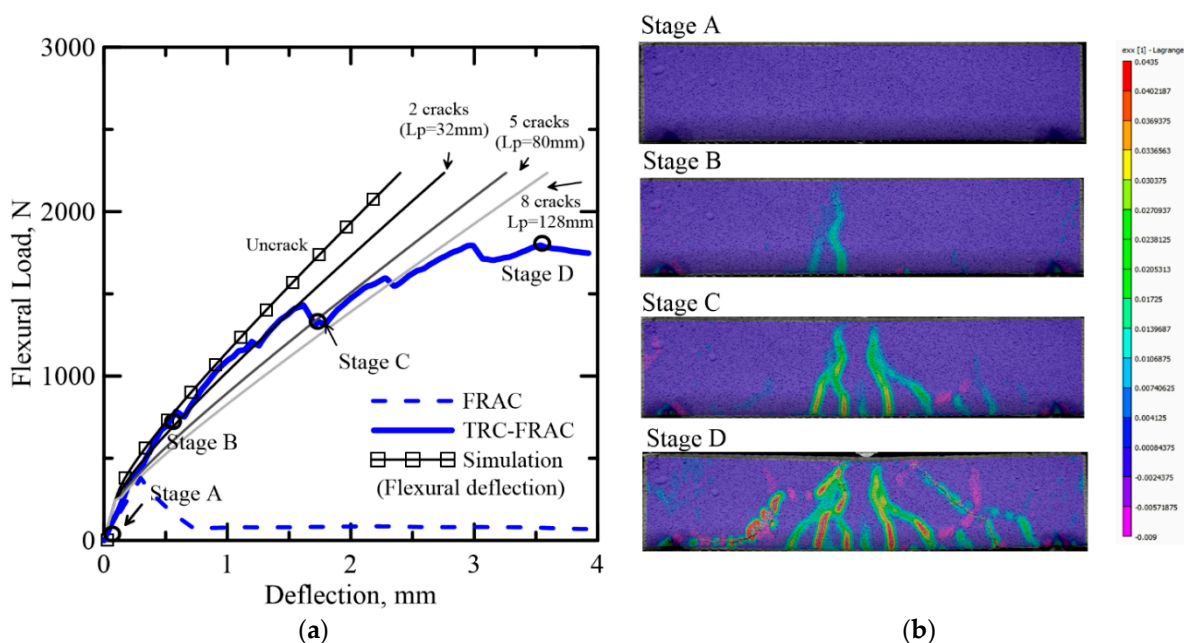 3000
2000
1000
0
Flexural Load, N
0
1
2
3
4
Deflection, mm
2 cracks
(Lp=32mm)
5 cracks
(Lp=80mm)
8 cracks
Lp=128mm
Uncrack
Stage D
Stage C
Stage B
Stage A
FRAC
TRC-FRAC
Simulation
(Flexural deflection)
(a)
Stage A
Stage B
Stage C
Stage D
exx [1] - Lagrange
0.0435
0.0402187
0.0369375
0.0336563
0.030375
0.0270937
0.0238125
0.0205313
0.01725
0.0139687
0.0106875
0.00740625
0.004125
0.00084375
-0.0024375
-0.00571875
-0.009
(b)